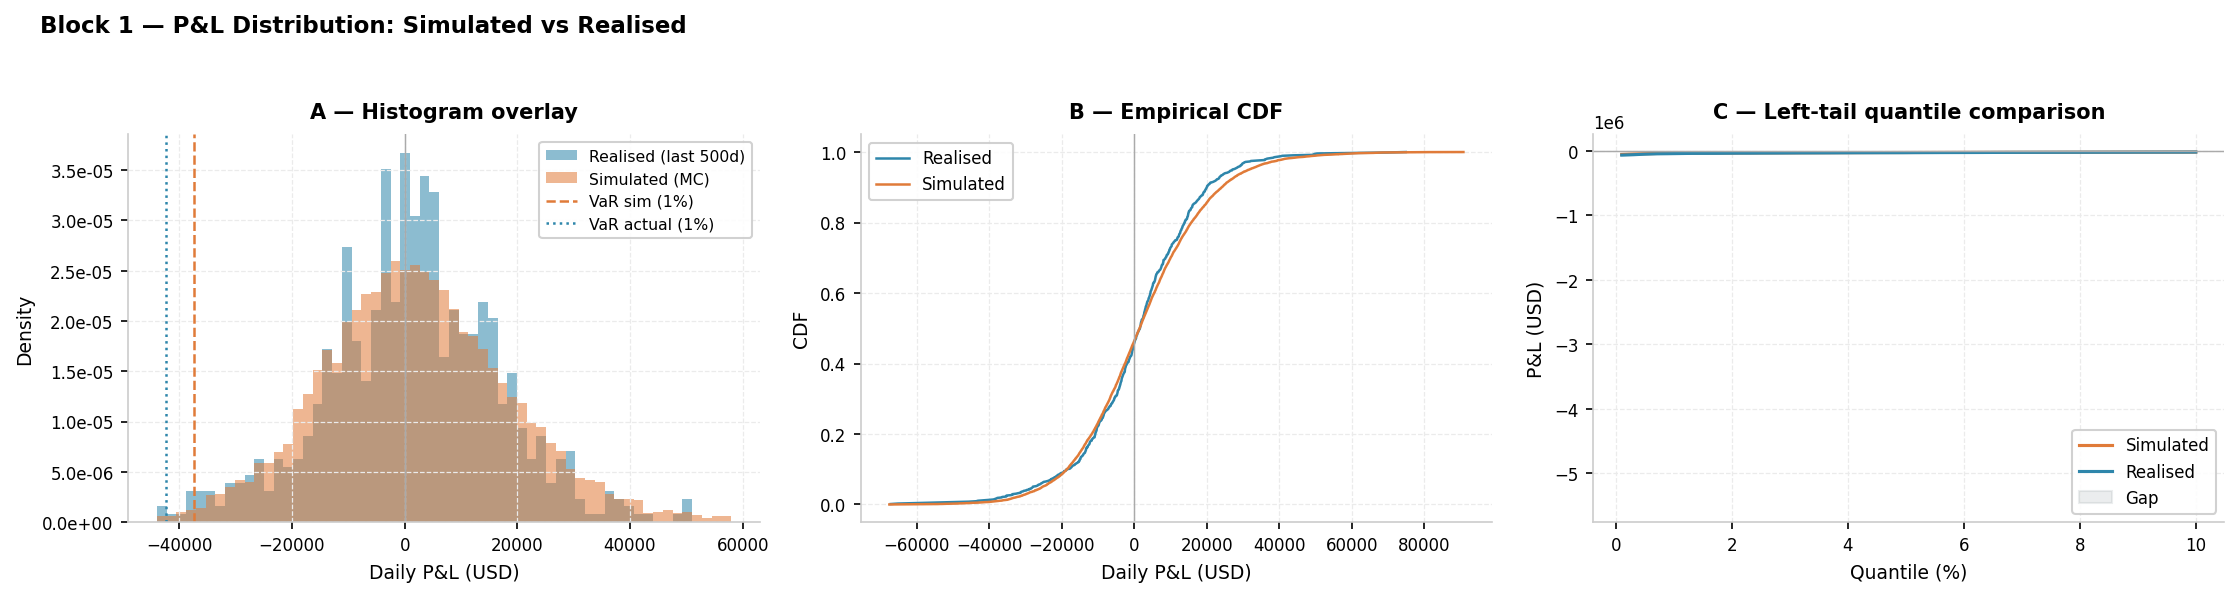 Block 1 — P&L Distribution: Simulated vs Realised
A — Histogram overlay
Density
3.5e-05
3.0e-05
2.5e-05
2.0e-05
1.5e-05
1.0e-05
5.0e-06
0.0e+00
Realised (last 500d)
Simulated (MC)
VaR sim (1%)
VaR actual (1%)
−40000 −20000 0 20000 40000 60000
Daily P&L (USD)
B — Empirical CDF
CDF
1.0
0.8
0.6
0.4
0.2
0.0
Realised
Simulated
−60000 −40000 −20000 0 20000 40000 60000 80000
Daily P&L (USD)
C — Left-tail quantile comparison
1e6
P&L (USD)
0
−1
−2
−3
−4
−5
Simulated
Realised
Gap
0 2 4 6 8 10
Quantile (%)